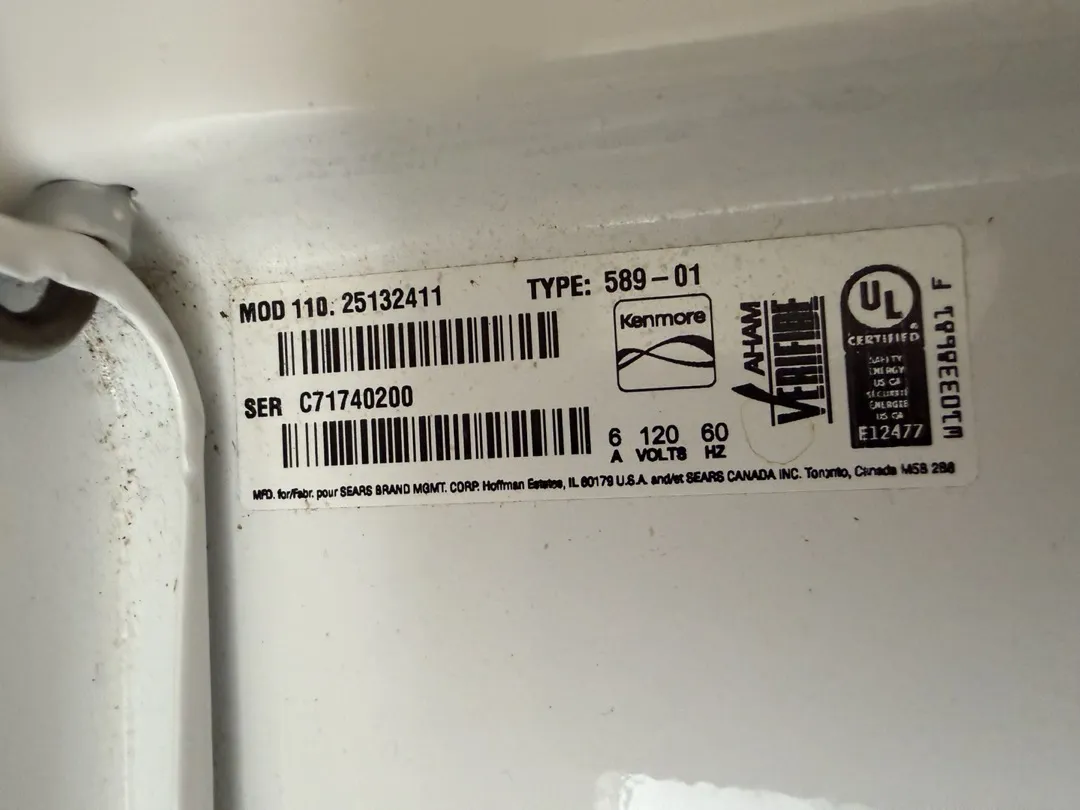 MOD 110. 25132411 TYPE: 589-01
Kenmore
SER C71740200
6 A 120 VOLTS 60 HZ
AHAM
VERIFIABE
UL
CERTIFIED
SAFETY
ENERGY
US CA
SÉCURITÉ
ÉNERGIE
US CA
E12477
W10338916 F
MFD. for/Fabr. pour SEARS BRAND MGMT. CORP. Hoffman Estates, IL 60179 U.S.A. and/et SEARS CANADA INC. Toronto, Canada M5B 2B8